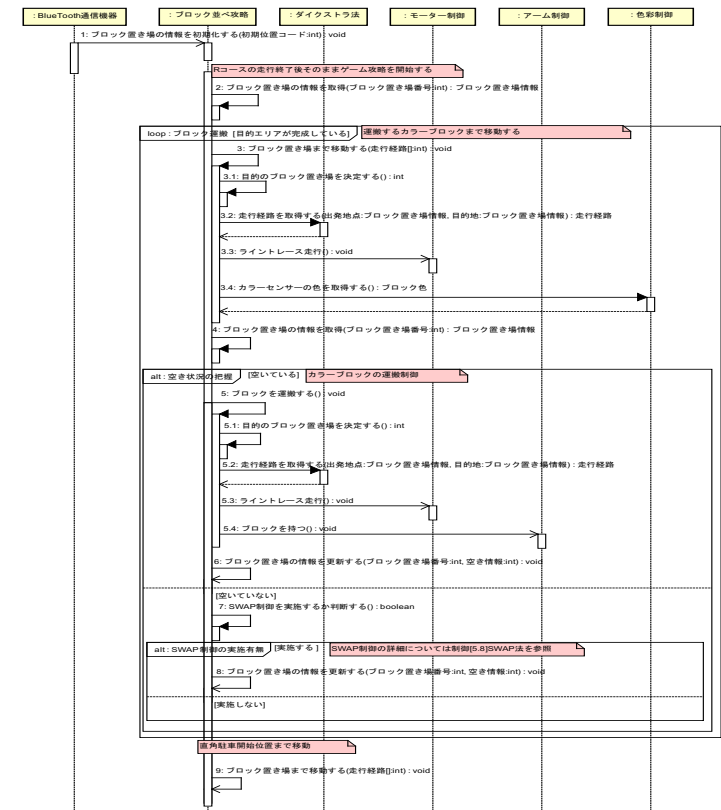 : BlueTooth通信機器
: ブロック並べ攻略
: ダイクストラ法
: モーター制御
: アーム制御
: 色彩制御
1: ブロック置き場の情報を初期化する(初期位置コード:int) : void
Rコースの走行終了後そのままゲーム攻略を開始する
2: ブロック置き場の情報を取得(ブロック置き場番号:int) : ブロック置き場情報
loop : ブロック運搬 [目的エリアが完成している]
運搬するカラーブロックまで移動する
3: ブロック置き場まで移動する(走行経路[]:int) : void
3.1: 目的のブロック置き場を決定する() : int
3.2: 走行経路を取得する(出発地点:ブロック置き場情報, 目的地:ブロック置き場情報) : 走行経路
3.3: ライントレース走行() : void
3.4: カラーセンサーの色を取得する() : ブロック色
4: ブロック置き場の情報を取得(ブロック置き場番号:int) : ブロック置き場情報
alt : 空き状況の把握 [空いている]
カラーブロックの運搬制御
5: ブロックを運搬する() : void
5.1: 目的のブロック置き場を決定する() : int
5.2: 走行経路を取得する(出発地点:ブロック置き場情報, 目的地:ブロック置き場情報) : 走行経路
5.3: ライントレース走行() : void
5.4: ブロックを持つ() : void
6: ブロック置き場の情報を更新する(ブロック置き場番号:int, 空き情報:int) : void
[空いていない]
7: SWAP制御を実施するか判断する() : boolean
alt : SWAP制御の実施有無 [実施する ]
SWAP制御の詳細については制御[5.8]SWAP法を参照
8: ブロック置き場の情報を更新する(ブロック置き場番号:int, 空き情報:int) : void
[実施しない]
直角駐車開始位置まで移動
9: ブロック置き場まで移動する(走行経路[]:int) : void